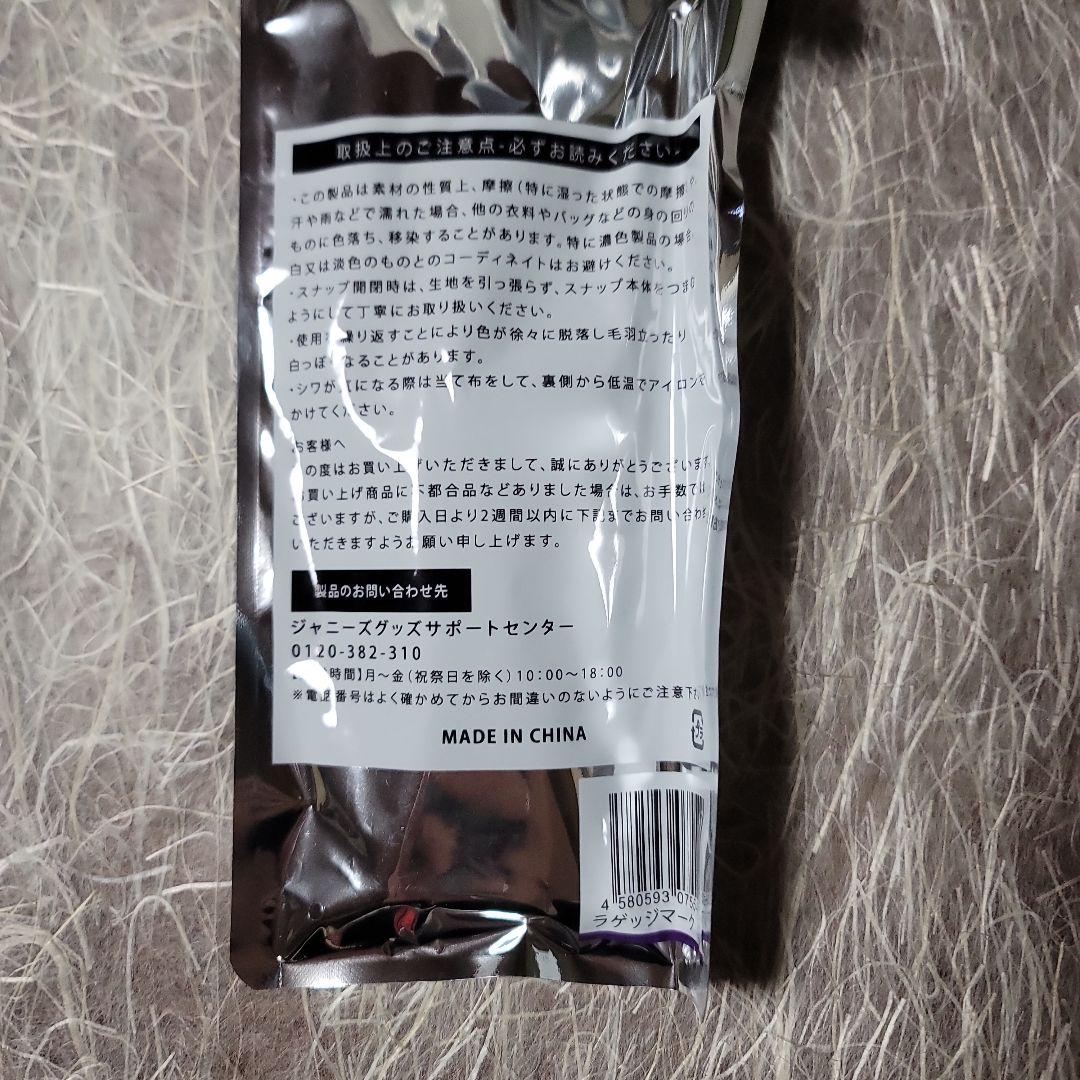 取扱上のご注意点-必ずお読みください。
・この製品は素材の性質上、摩擦(特に湿った状態での摩擦)や
汗や雨などで濡れた場合、他の衣料やバッグなどの身の回りの
ものに色落ち、移染することがあります。特に濃色製品の場合
白又は淡色のものとのコーディネイトはお避けください。
・スナップ開閉時は、生地を引っ張らず、スナップ本体をつまむ
ようにして丁寧にお取り扱いください。
・使用を繰り返すことにより色が徐々に脱落し毛羽立ったり
白っぽくなることがあります。
・シワが気になる際は当て布をして、裏側から低温でアイロンを
かけてください。
お客様へ
の度はお買い上げいただきまして、誠にありがとうございます
お買い上げ商品に不都合品などありました場合は、お手数では
ございますが、ご購入日より2週間以内に下記までお問い合わせ
いただきますようお願い申し上げます。
製品のお問い合わせ先
ジャニーズグッズサポートセンター
0120-382-310
時間】月～金(祝祭日を除く)10:00～18:00
※電話番号はよく確かめてからお間違いのないようにご注意下さ
MADE IN CHINA
プラ
4 580593 075
ラゲッジマーク